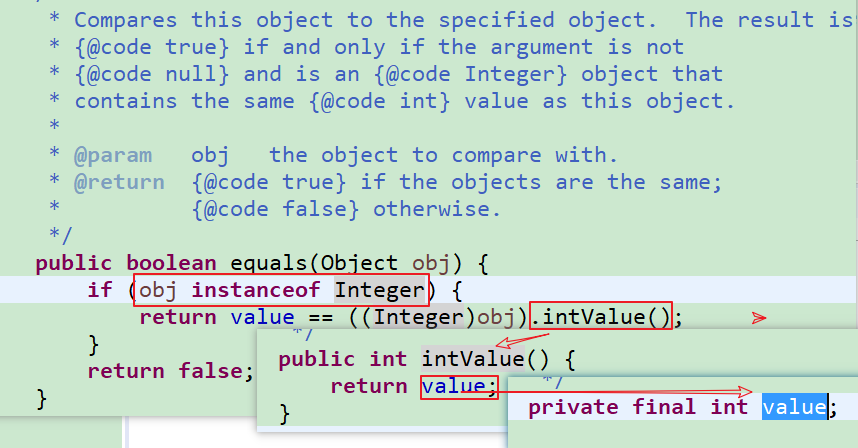 * Compares this object to the specified object.  The result is
* {@code true} if and only if the argument is not
* {@code null} and is an {@code Integer} object that
* contains the same {@code int} value as this object.
*
* @param   obj   the object to compare with.
* @return  {@code true} if the objects are the same;
*          {@code false} otherwise.
*/
public boolean equals(Object obj) {
if (obj instanceof Integer) {
return value == ((Integer)obj).intValue();
}
return false;
}
*/
public int intValue() {
return value;
}
*/
private final int value;